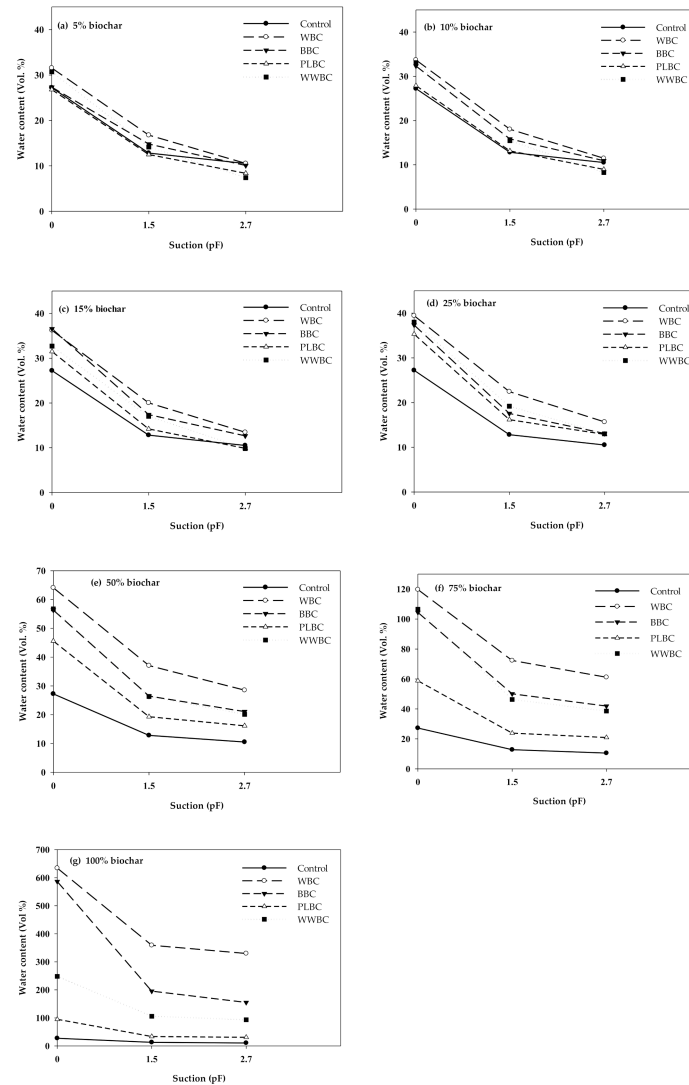 (a) 5% biochar
Control
WBC
BBC
PLBC
WWBC
Water content (Vol. %)
40
30
20
10
0
0 1.5 2.7
Suction (pF)
(b) 10% biochar
Control
WBC
BBC
PLBC
WWBC
Water content (Vol. %)
40
30
20
10
0
0 1.5 2.7
Suction (pF)
(c) 15% biochar
Control
WBC
BBC
PLBC
WWBC
Water content (Vol. %)
40
30
20
10
0
0 1.5 2.7
Suction (pF)
(d) 25% biochar
Control
WBC
BBC
PLBC
WWBC
Water content (Vol. %)
40
30
20
10
0
0 1.5 2.7
Suction (pF)
(e) 50% biochar
Control
WBC
BBC
PLBC
WWBC
Water content (Vol. %)
70
60
50
40
30
20
10
0
0 1.5 2.7
Suction (pF)
(f) 75% biochar
Control
WBC
BBC
PLBC
WWBC
Water content (Vol. %)
120
100
80
60
40
20
0
0 1.5 2.7
Suction (pF)
(g) 100% biochar
Control
WBC
BBC
PLBC
WWBC
Water content (Vol %)
700
600
500
400
300
200
100
0
0 1.5 2.7
Suction (pF)